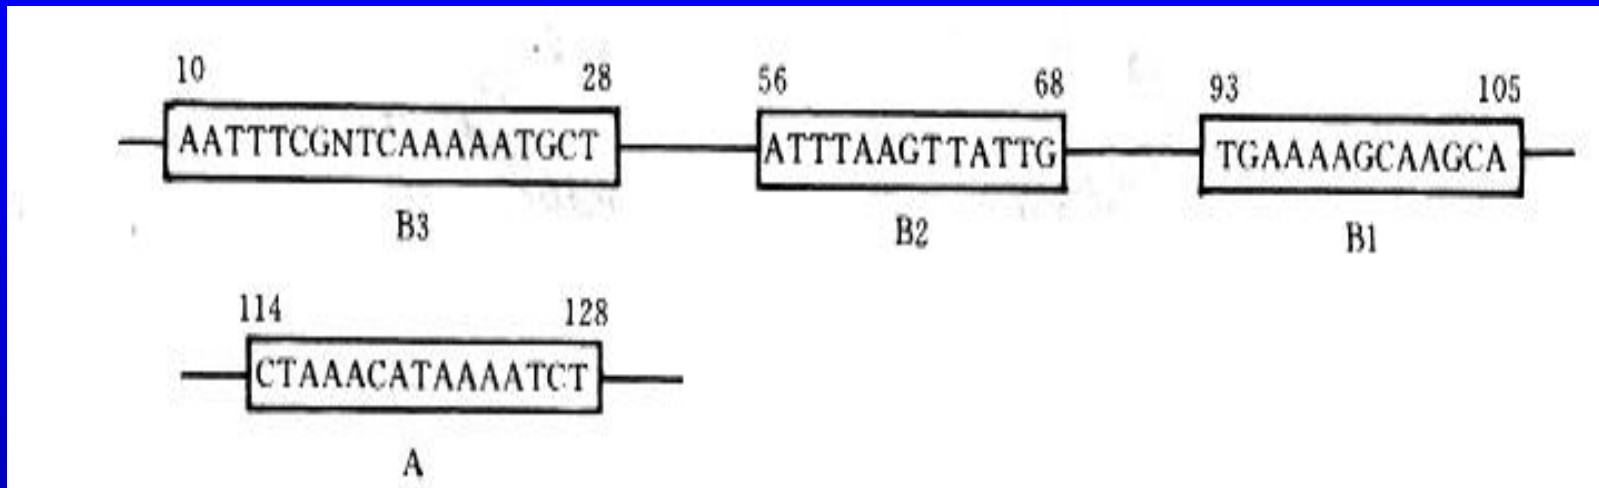 10 28 56 68 93 105
AATTTCGNTCAAAAATGCT ATTTAAGTTATTG TGAAAAGCAAGCA
B3 B2 B1
114 128
CTAAACATAAAATCT
A